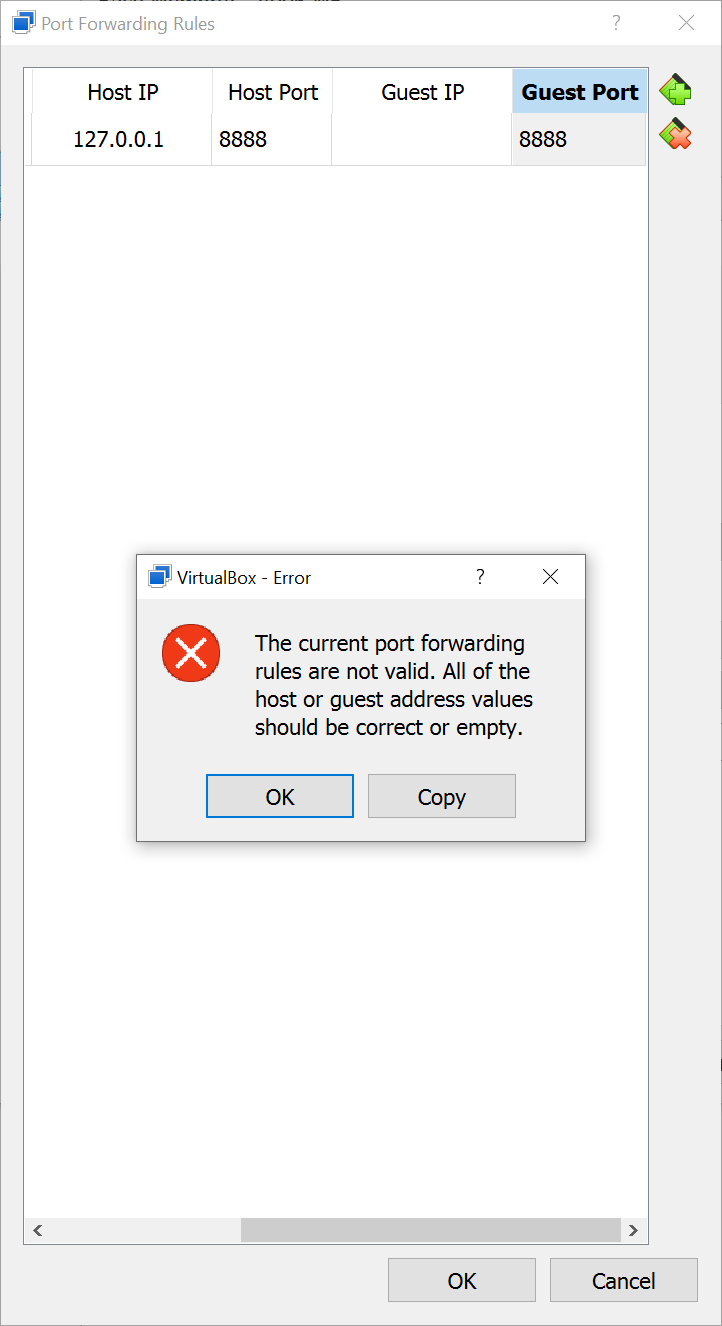 Port Forwarding Rules
Host IP Host Port Guest IP Guest Port
127.0.0.1 8888 8888
VirtualBox - Error
The current port forwarding
rules are not valid. All of the
host or guest address values
should be correct or empty.
OK Copy
OK Cancel